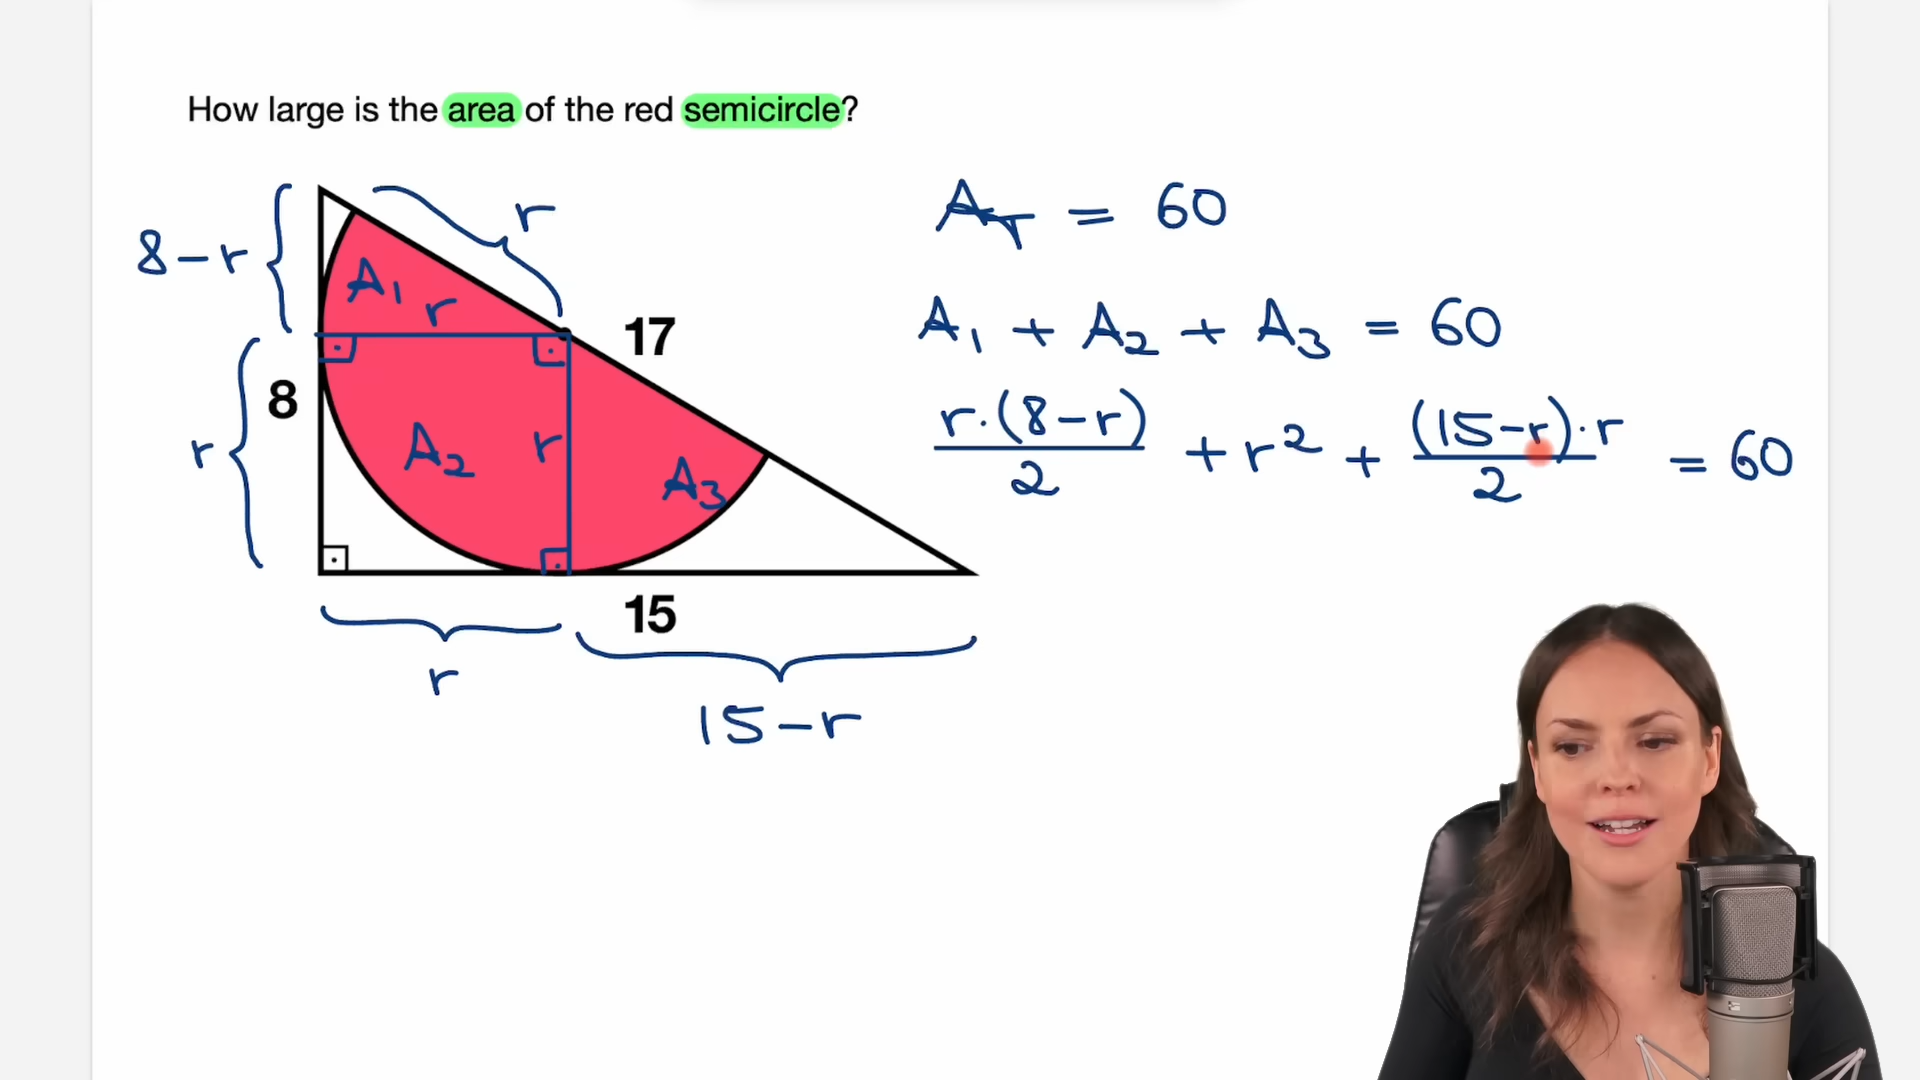 How large is the area of the red semicircle?
r
8-r
A₁
r
17
8
r
A₂
r
A₃
15
r
15-r
A_T = 60
A₁ + A₂ + A₃ = 60
r·(8-r)/2 + r² + (15-r)·r/2 = 60